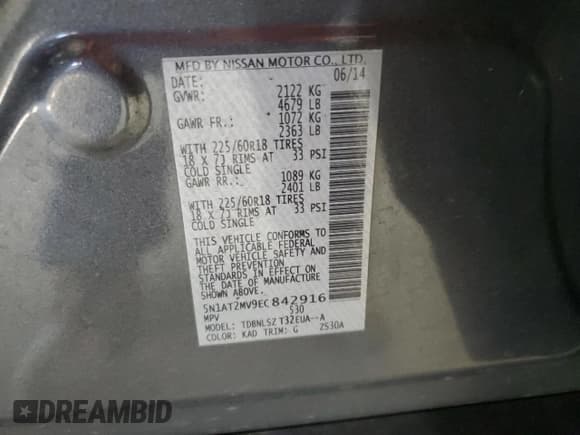 MFD BY NISSAN MOTOR CO., LTD.
DATE: - 06/14
GVWR: 2122 KG
4679 LB
GAWR FR.: 1072 KG
2363 LB
WITH 225/60R18 TIRES
18 X 7J RIMS AT 33 PSI
COLD SINGLE
GAWR RR.: 1089 KG
2401 LB
WITH 225/60R18 TIRES
18 X 7J RIMS AT 33 PSI
COLD SINGLE
THIS VEHICLE CONFORMS TO
ALL APPLICABLE FEDERAL
MOTOR VEHICLE SAFETY AND
THEFT PREVENTION
STANDARDS IN EFFECT ON
THE DATE OF MANUFACTURE
SHOWN ABOVE.
5N1AT2MV9EC842916
MPV S30
MODEL: TDBNLSZ T32EUA--A
COLOR: KAD TRIM: G ZS30A
DREAMBID